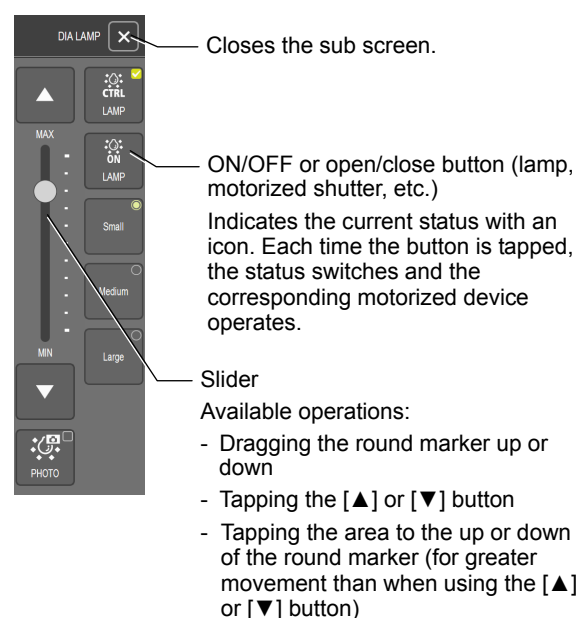 DIA LAMP
Closes the sub screen.
CTRL
LAMP
MAX
ON
LAMP
ON/OFF or open/close button (lamp,
motorized shutter, etc.)
Indicates the current status with an
icon. Each time the button is tapped,
the status switches and the
corresponding motorized device
operates.
Small
Medium
Large
MIN
Slider
Available operations:
- Dragging the round marker up or
down
- Tapping the [▲] or [▼] button
- Tapping the area to the up or down
of the round marker (for greater
movement than when using the [▲]
or [▼] button)
PHOTO